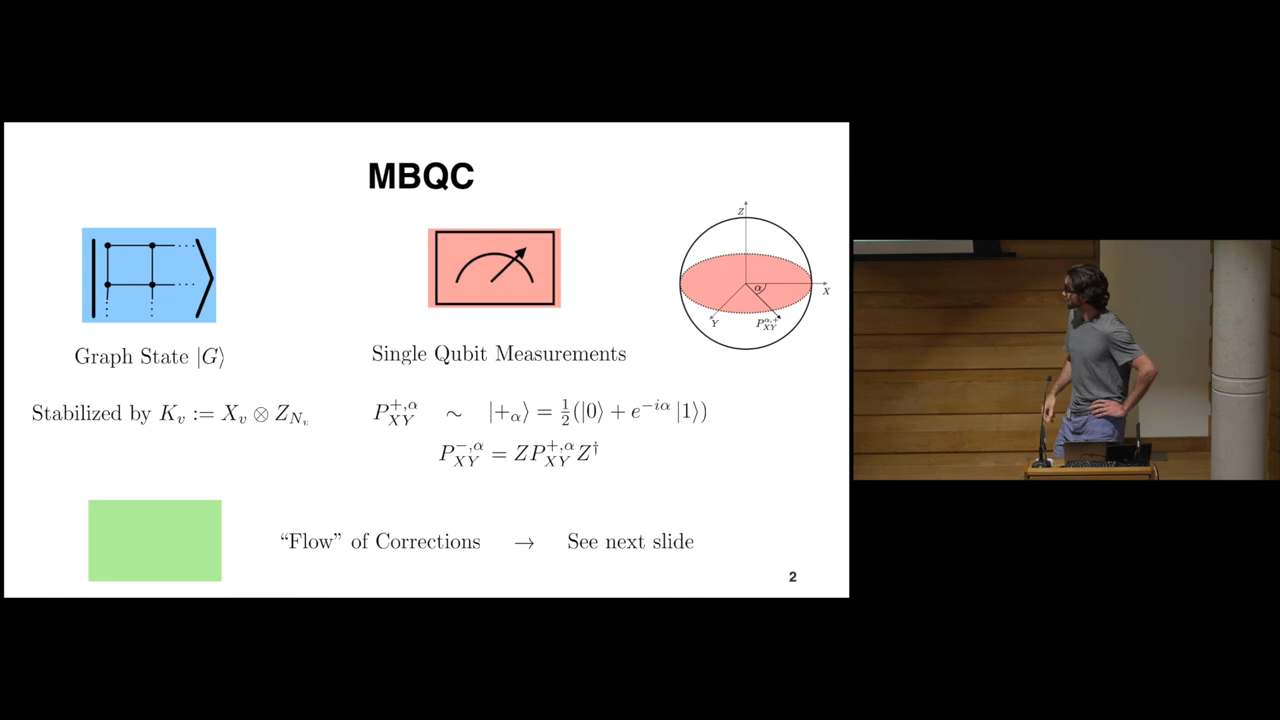 MBQC
Graph State |G⟩
Single Qubit Measurements
Z
α
X
Y
P_{XY}^{α,+}
Stabilized by K_v := X_v ⊗ Z_{N_v}
P_{XY}^{+,α} ∼ |+_α⟩ = 1/2(|0⟩ + e^{-iα} |1⟩)
P_{XY}^{-,α} = Z P_{XY}^{+,α} Z^†
“Flow” of Corrections → See next slide
2